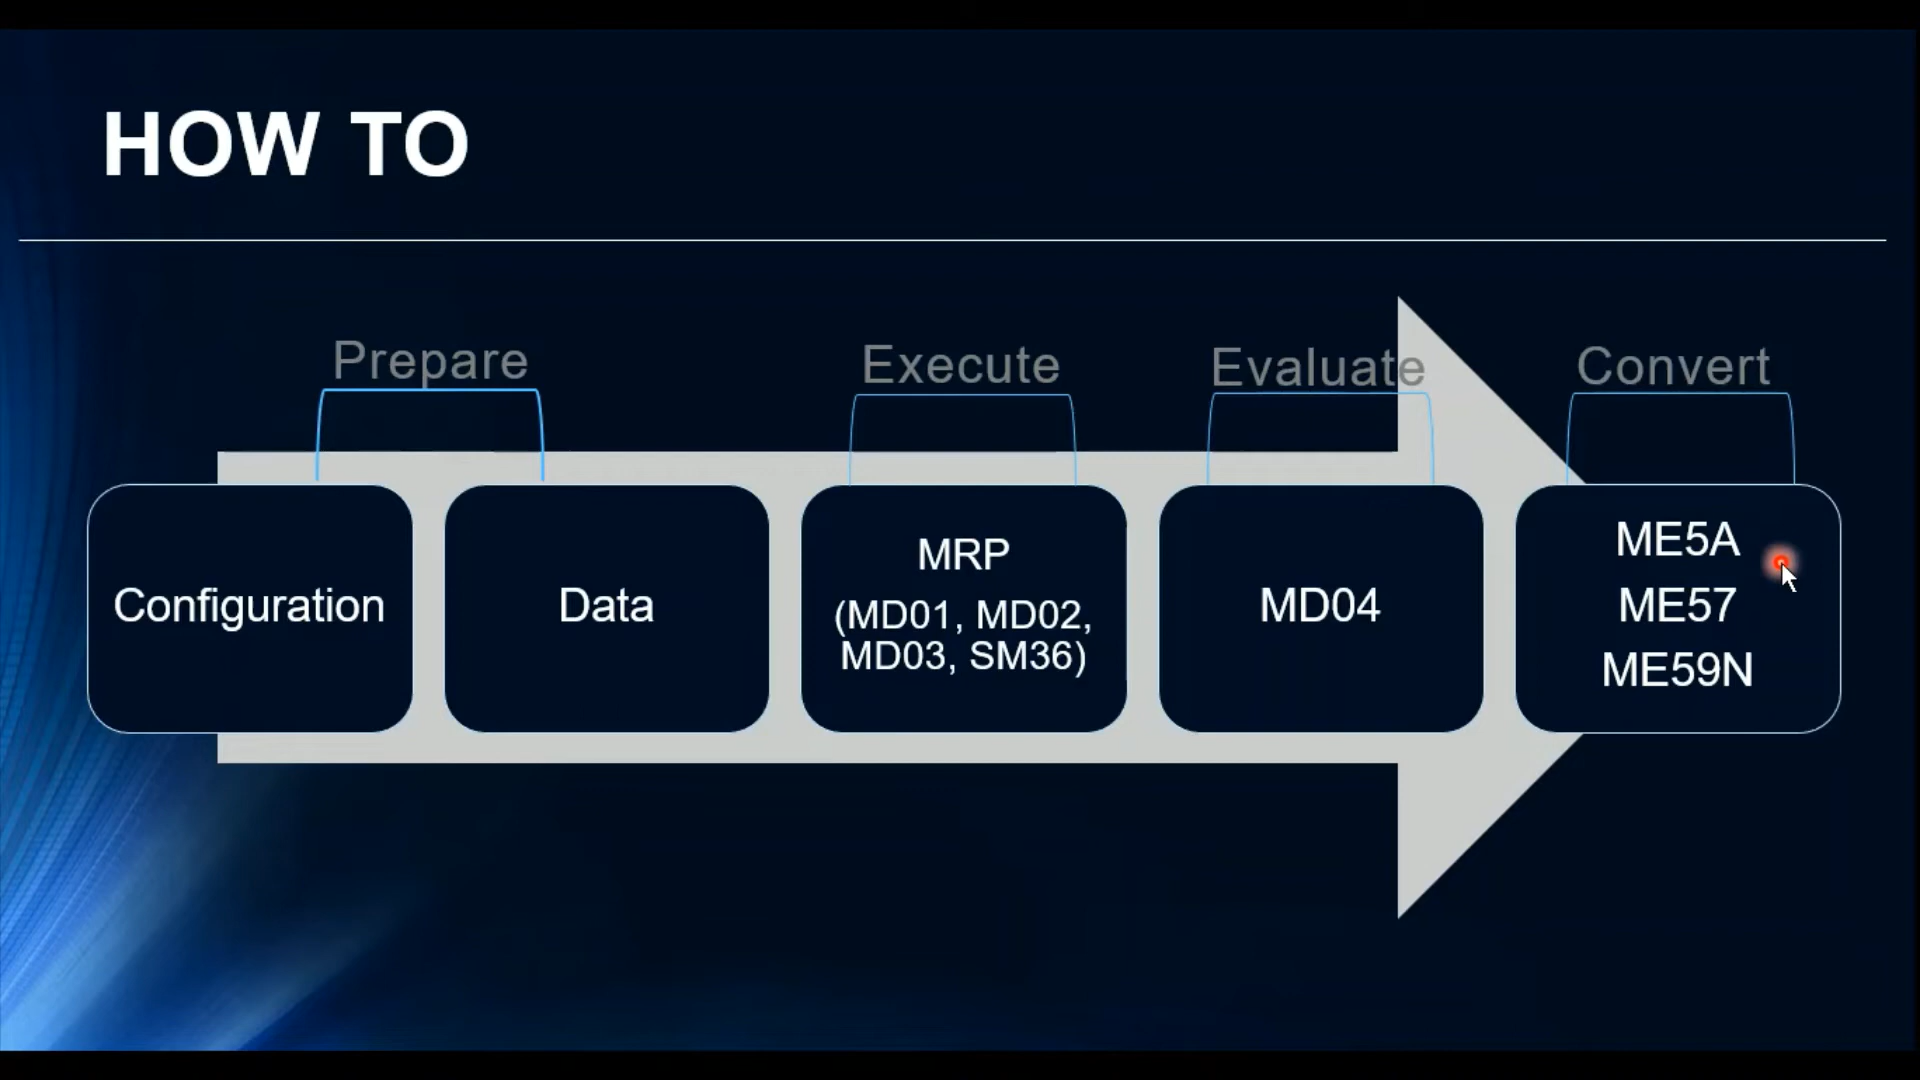 HOW TO
Prepare
Execute
Evaluate
Convert
Configuration
Data
MRP
(MD01, MD02,
MD03, SM36)
MD04
ME5A
ME57
ME59N